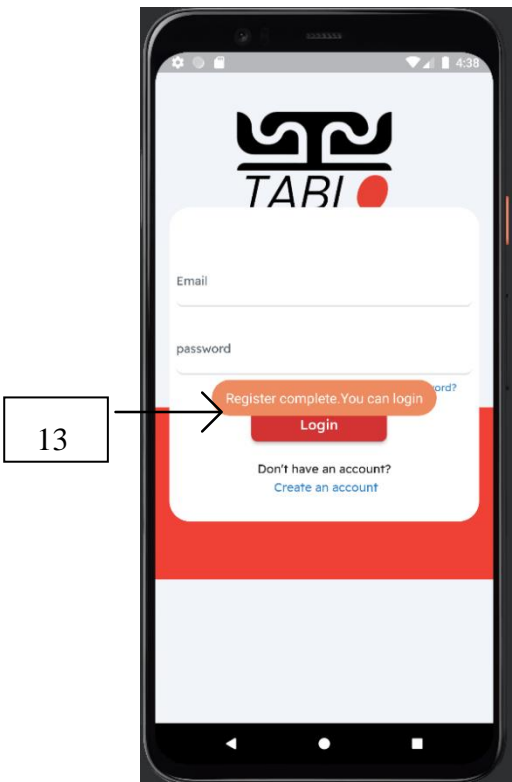 4:38
TABI
Email
password
ord?
Register complete.You can login
Login
13
Don't have an account?
Create an account